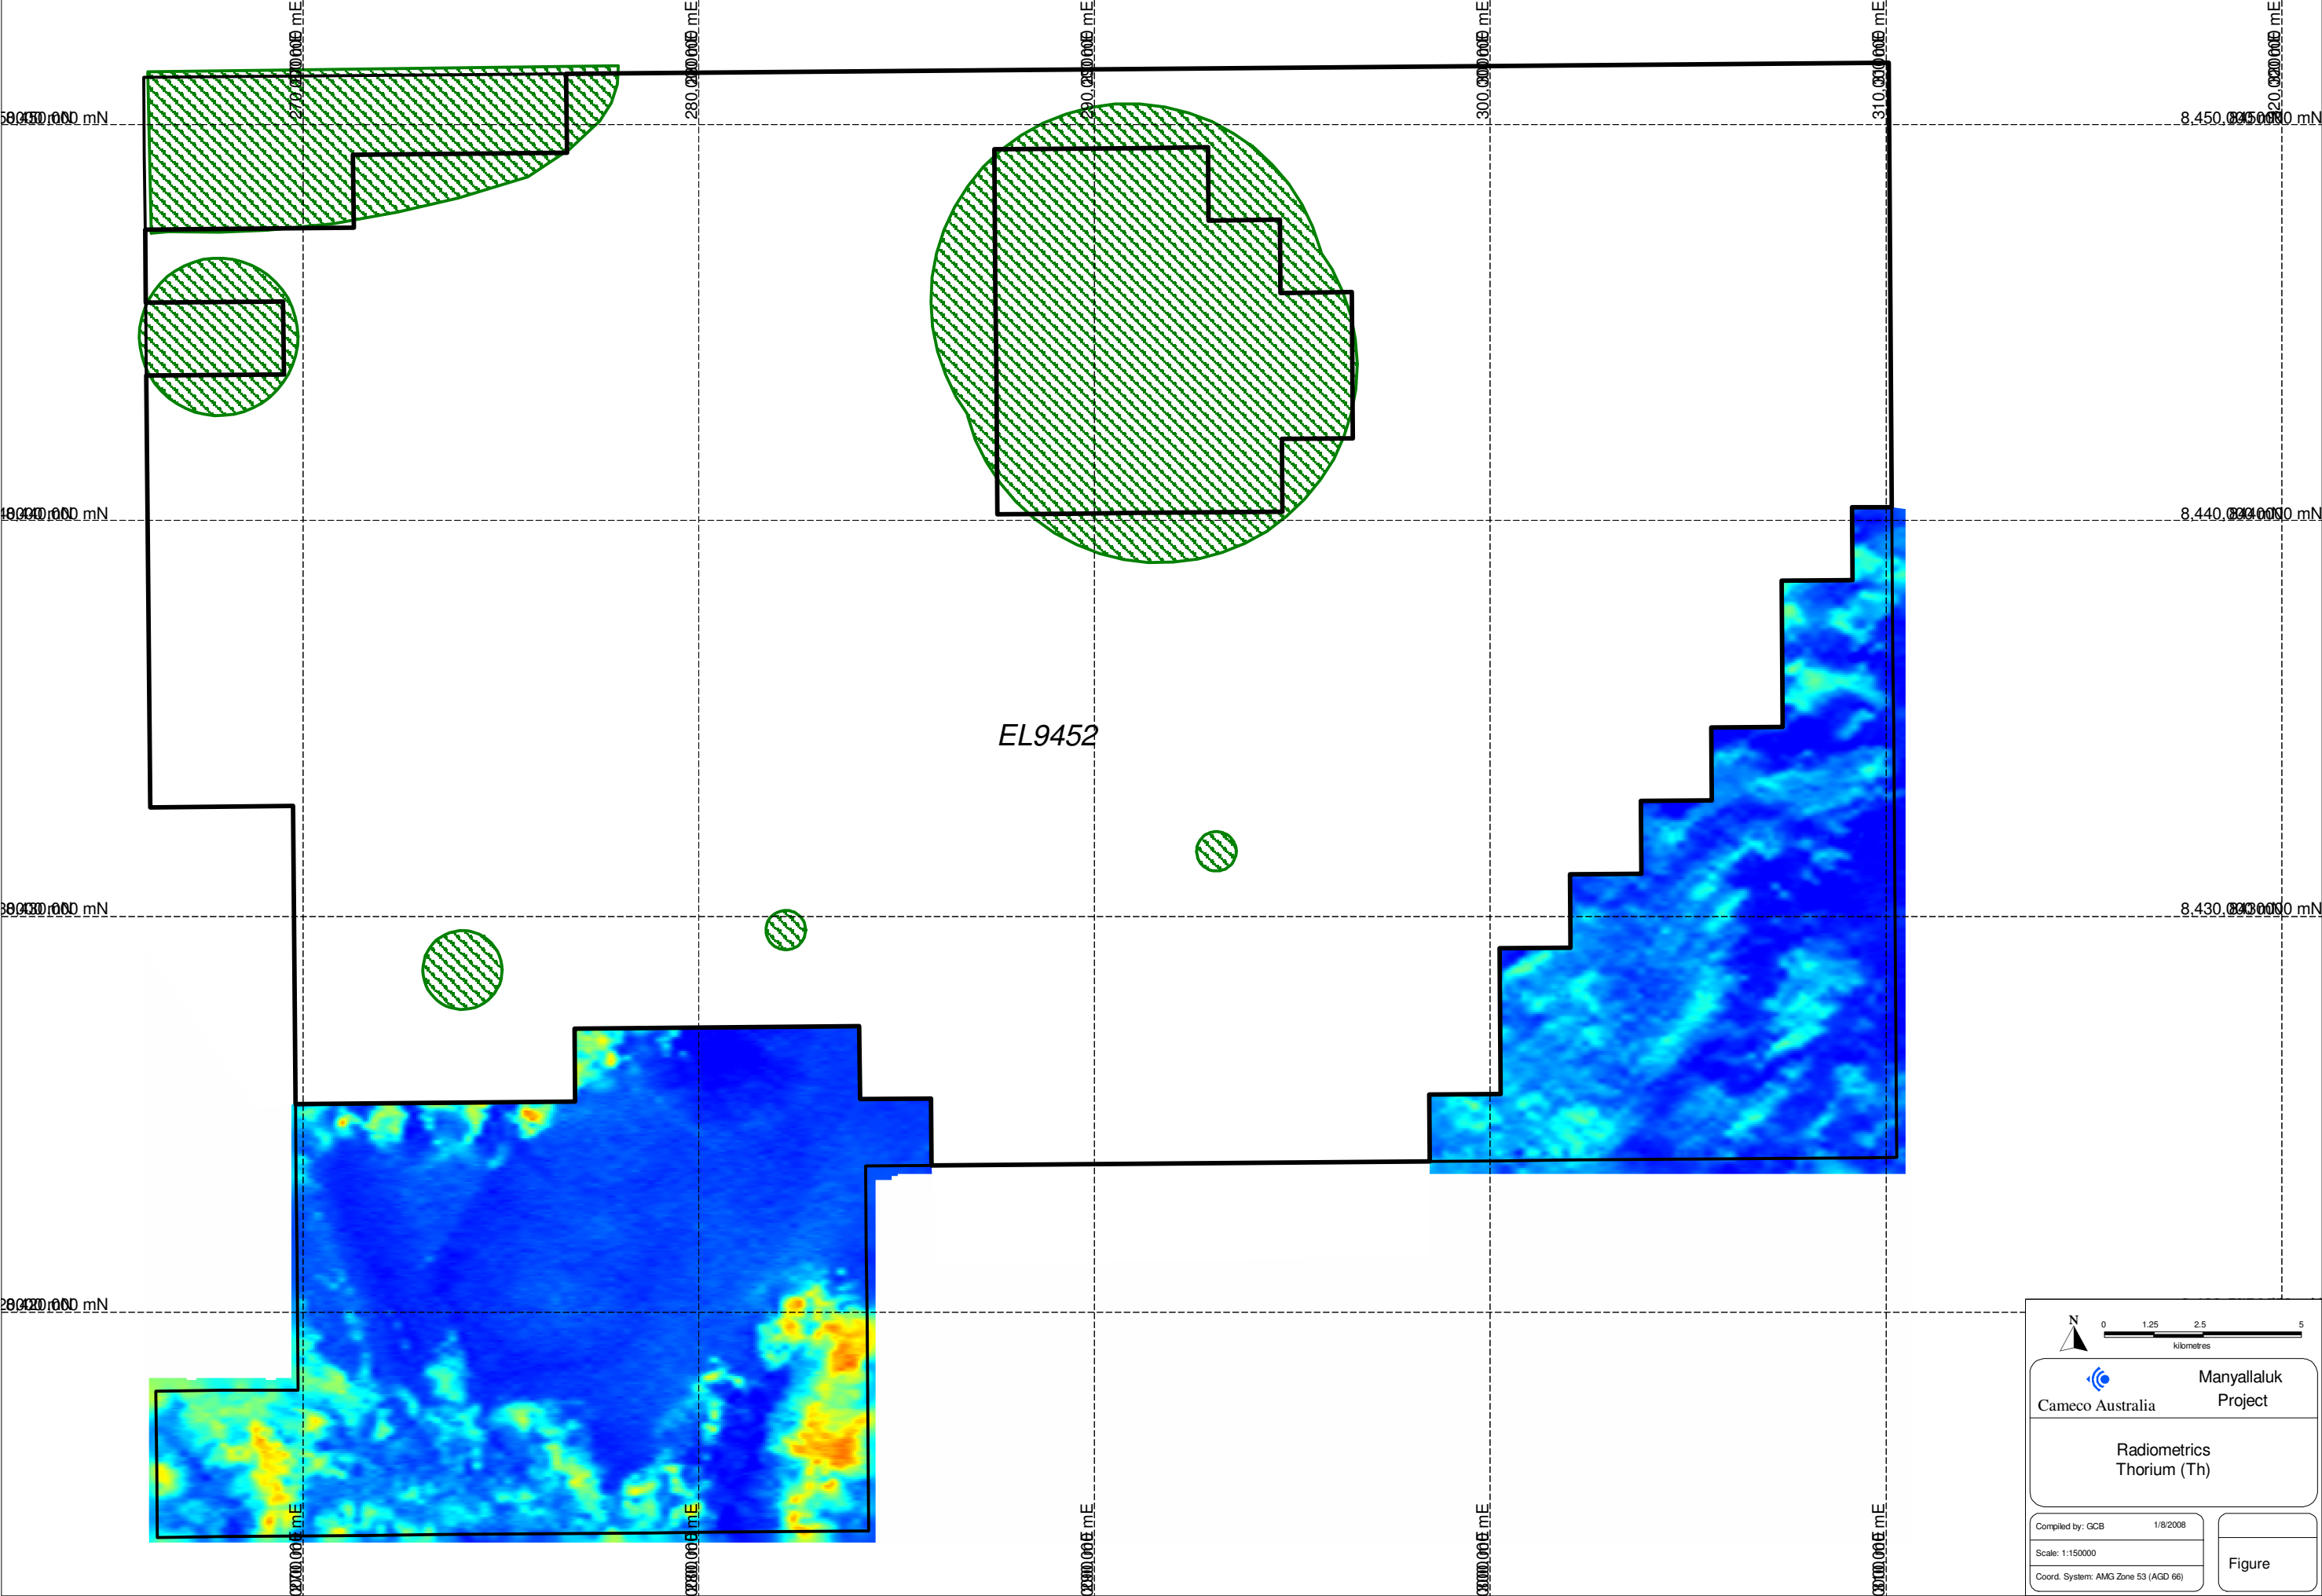 270,000 mE
280,000 mE
290,000 mE
300,000 mE
310,000 mE
320,000 mE
8,450,000 mN
8,450,000 mN
8,440,000 mN
8,440,000 mN
EL9452
8,430,000 mN
8,430,000 mN
8,420,000 mN
N
0 1.25 2.5 5
kilometres
Cameco Australia
Manyallaluk
Project
Radiometrics
Thorium (Th)
Compiled by: GCB 1/8/2008
Scale: 1:150000
Coord. System: AMG Zone 53 (AGD 66)
Figure
270,000 mE
280,000 mE
290,000 mE
300,000 mE
310,000 mE